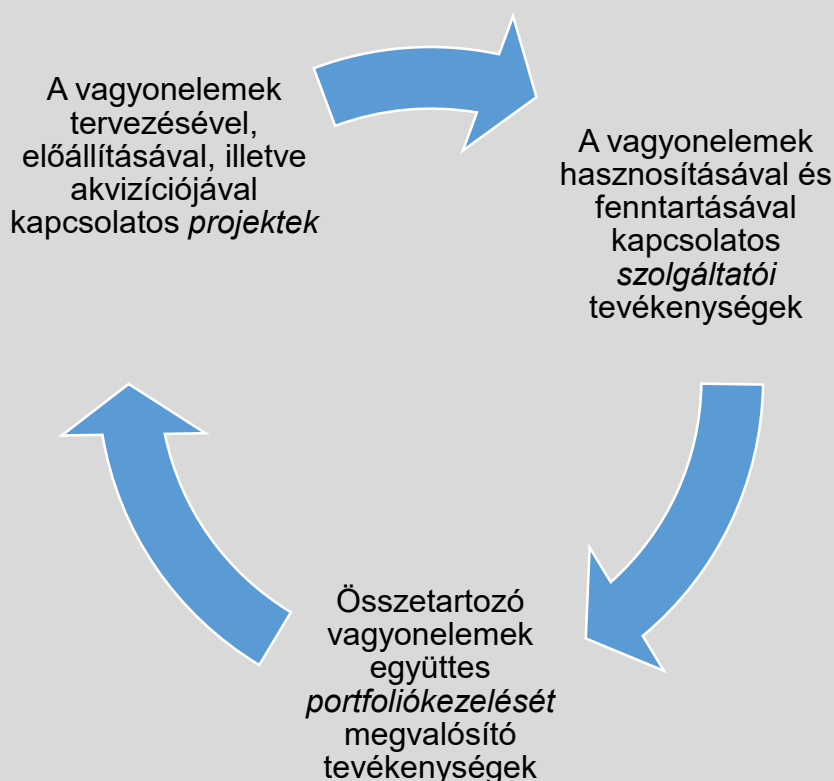 A vagyonelemek
tervezésével,
előállításával, illetve
akvizíciójával
kapcsolatos projektek
A vagyonelemek
hasznosításával és
fenntartásával
kapcsolatos
szolgáltatói
tevékenységek
Összetartozó
vagyonelemek
együttes
portfoliókezelését
megvalósító
tevékenységek